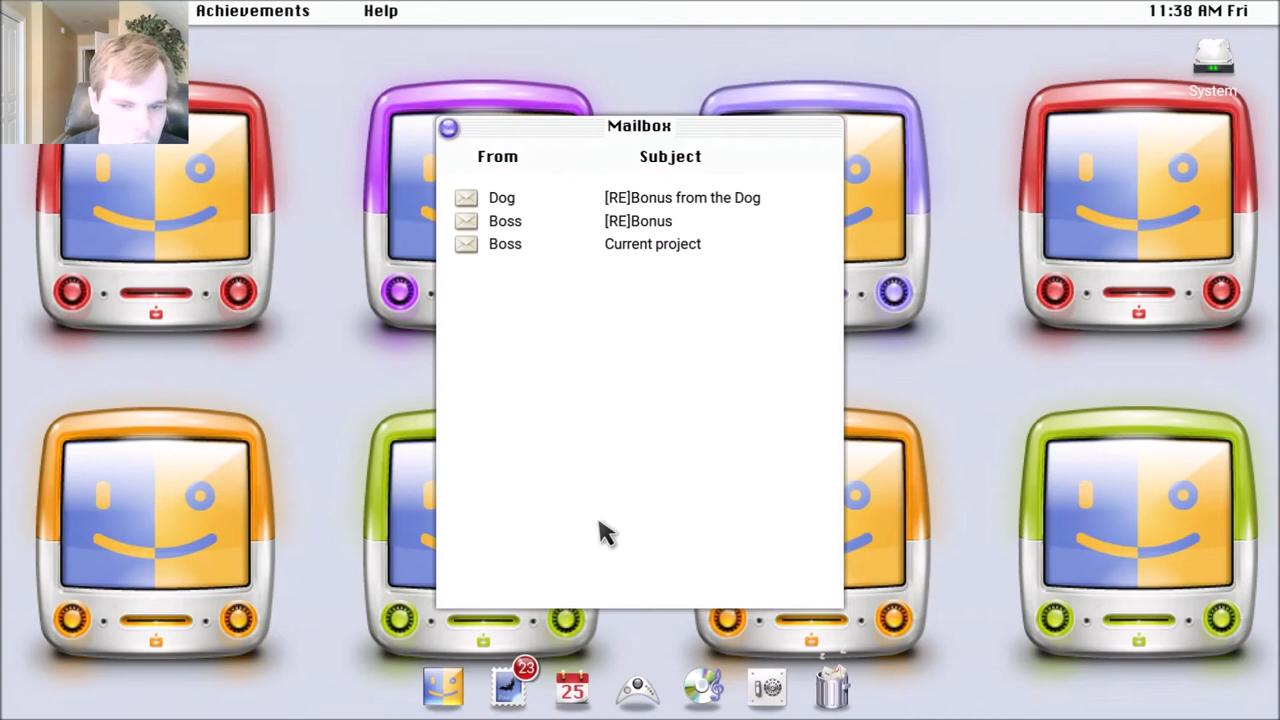 Achievements Help 11:38 AM Fri
System
Mailbox
From Subject
Dog [RE]Bonus from the Dog
Boss [RE]Bonus
Boss Current project
23
25